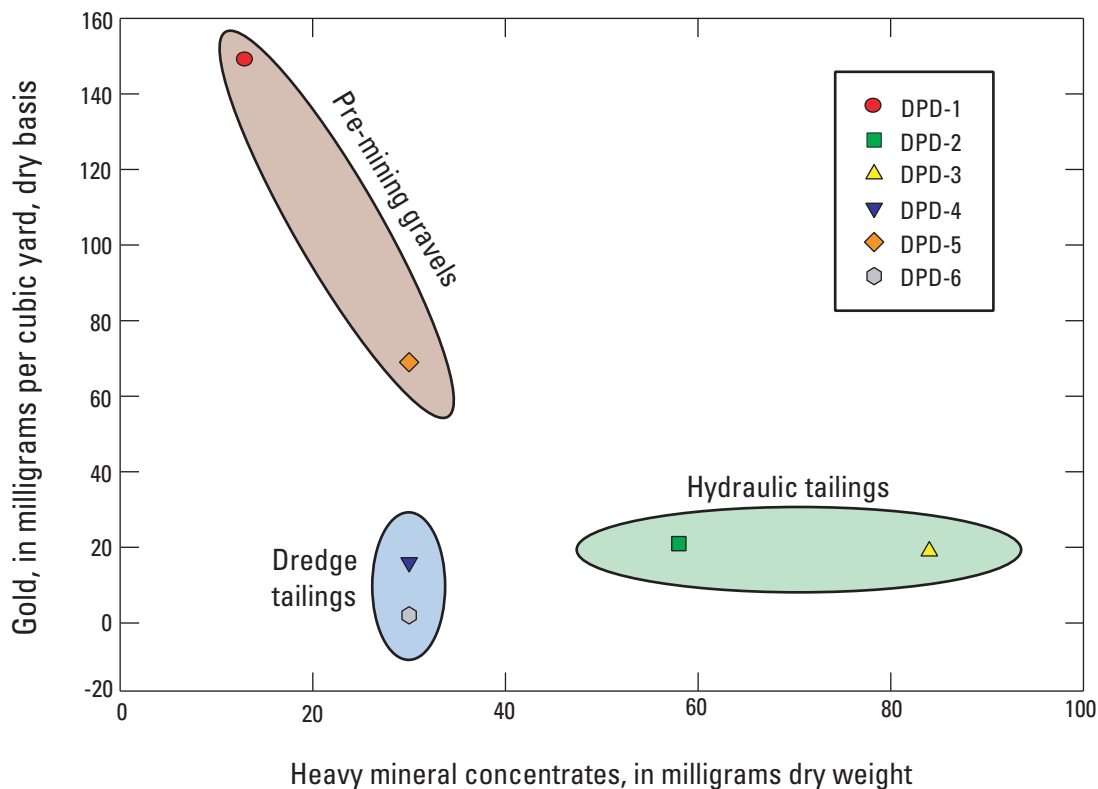 Gold, in milligrams per cubic yard, dry basis
160
140
120
100
80
60
40
20
0
-20
Pre-mining gravels
DPD-1
DPD-2
DPD-3
DPD-4
DPD-5
DPD-6
Hydraulic tailings
Dredge
tailings
0
20
40
60
80
100
Heavy mineral concentrates, in milligrams dry weight